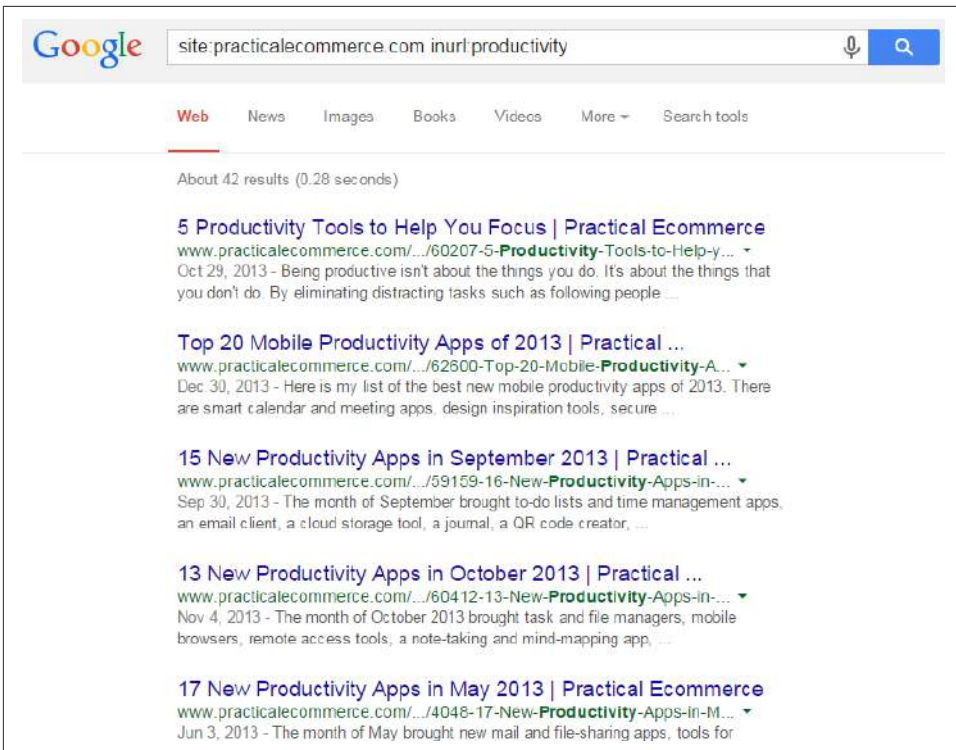 Google site:practicalecommerce.com inurl:productivity
Web News Images Books Videos More Search tools
About 42 results (0.28 seconds)
5 Productivity Tools to Help You Focus | Practical Ecommerce
www.practicalecommerce.com/.../60207-5-Productivity-Tools-to-Help-y...
Oct 29, 2013 - Being productive isn't about the things you do. It's about the things that
you don't do. By eliminating distracting tasks such as following people ...
Top 20 Mobile Productivity Apps of 2013 | Practical ...
www.practicalecommerce.com/.../62600-Top-20-Mobile-Productivity-A...
Dec 30, 2013 - Here is my list of the best new mobile productivity apps of 2013. There
are smart calendar and meeting apps, design inspiration tools, secure ...
15 New Productivity Apps in September 2013 | Practical ...
www.practicalecommerce.com/.../59159-16-New-Productivity-Apps-in-...
Sep 30, 2013 - The month of September brought to-do lists and time management apps,
an email client, a cloud storage tool, a journal, a QR code creator, ...
13 New Productivity Apps in October 2013 | Practical ...
www.practicalecommerce.com/.../60412-13-New-Productivity-Apps-in-...
Nov 4, 2013 - The month of October 2013 brought task and file managers, mobile
browsers, remote access tools, a note-taking and mind-mapping app, ...
17 New Productivity Apps in May 2013 | Practical Ecommerce
www.practicalecommerce.com/.../4048-17-New-Productivity-Apps-in-M...
Jun 3, 2013 - The month of May brought new mail and file-sharing apps, tools for